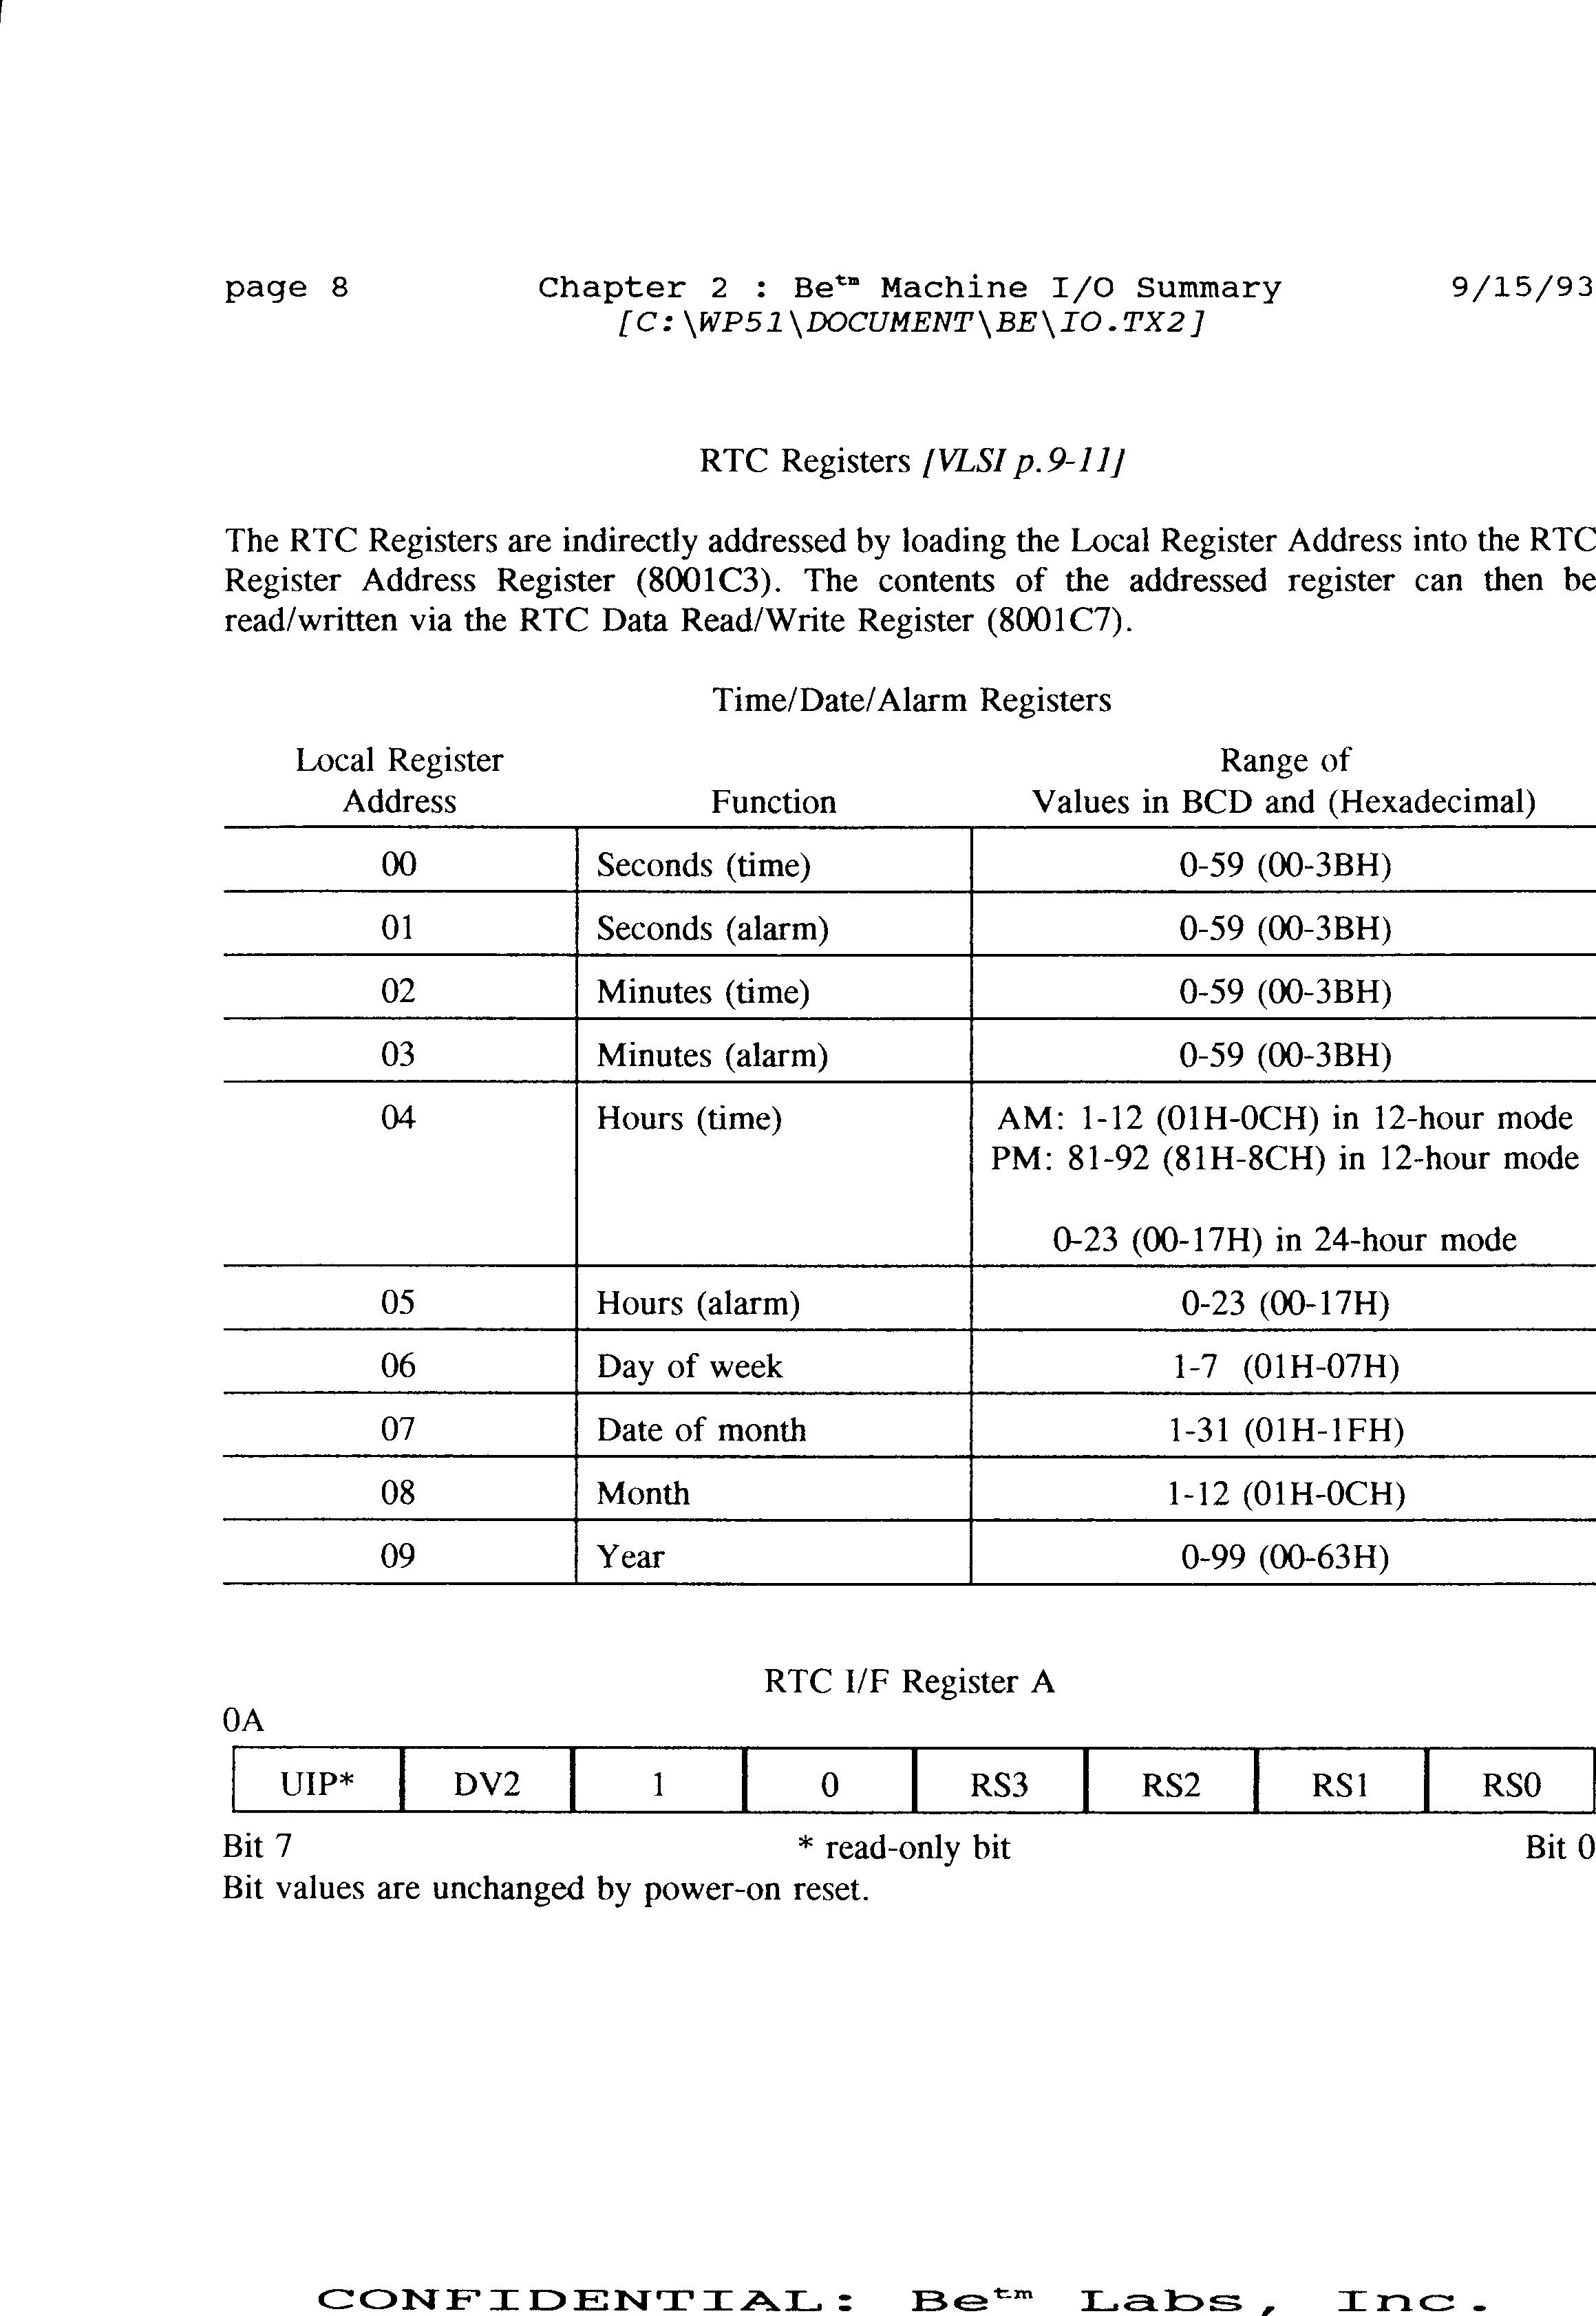 page 8 Chapter 2 : Be™ Machine I/O Summary 9/15/93
[C:\WP51\DOCUMENT\BE\IO.TX2]
RTC Registers [VLSI p.9-11]
The RTC Registers are indirectly addressed by loading the Local Register Address into the RTC
Register Address Register (8001C3). The contents of the addressed register can then be
read/written via the RTC Data Read/Write Register (8001C7).
Time/Date/Alarm Registers
Local Register Range of
Address Function Values in BCD and (Hexadecimal)
00 Seconds (time) 0-59 (00-3BH)
01 Seconds (alarm) 0-59 (00-3BH)
02 Minutes (time) 0-59 (00-3BH)
03 Minutes (alarm) 0-59 (00-3BH)
04 Hours (time) AM: 1-12 (01H-0CH) in 12-hour mode
PM: 81-92 (81H-8CH) in 12-hour mode
0-23 (00-17H) in 24-hour mode
05 Hours (alarm) 0-23 (00-17H)
06 Day of week 1-7 (01H-07H)
07 Date of month 1-31 (01H-1FH)
08 Month 1-12 (01H-0CH)
09 Year 0-99 (00-63H)
RTC I/F Register A
0A
UIP* DV2 1 0 RS3 RS2 RS1 RS0
Bit 7 * read-only bit Bit 0
Bit values are unchanged by power-on reset.
CONFIDENTIAL: Be™ Labs, Inc.